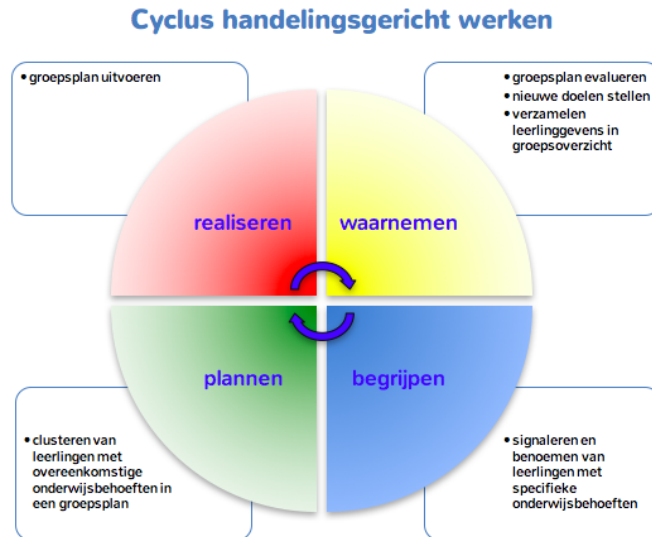 Cyclus handelingsgericht werken
• groepsplan uitvoeren
• groepsplan evalueren
• nieuwe doelen stellen
• verzamelen
leerlinggevens in
groepsoverzicht
realiseren
waarnemen
plannen
begrijpen
• clusteren van
leerlingen met
overeenkomstige
onderwijsbehoeften in
een groepsplan
• signaleren en
benoemen van
leerlingen met
specifieke
onderwijsbehoeften